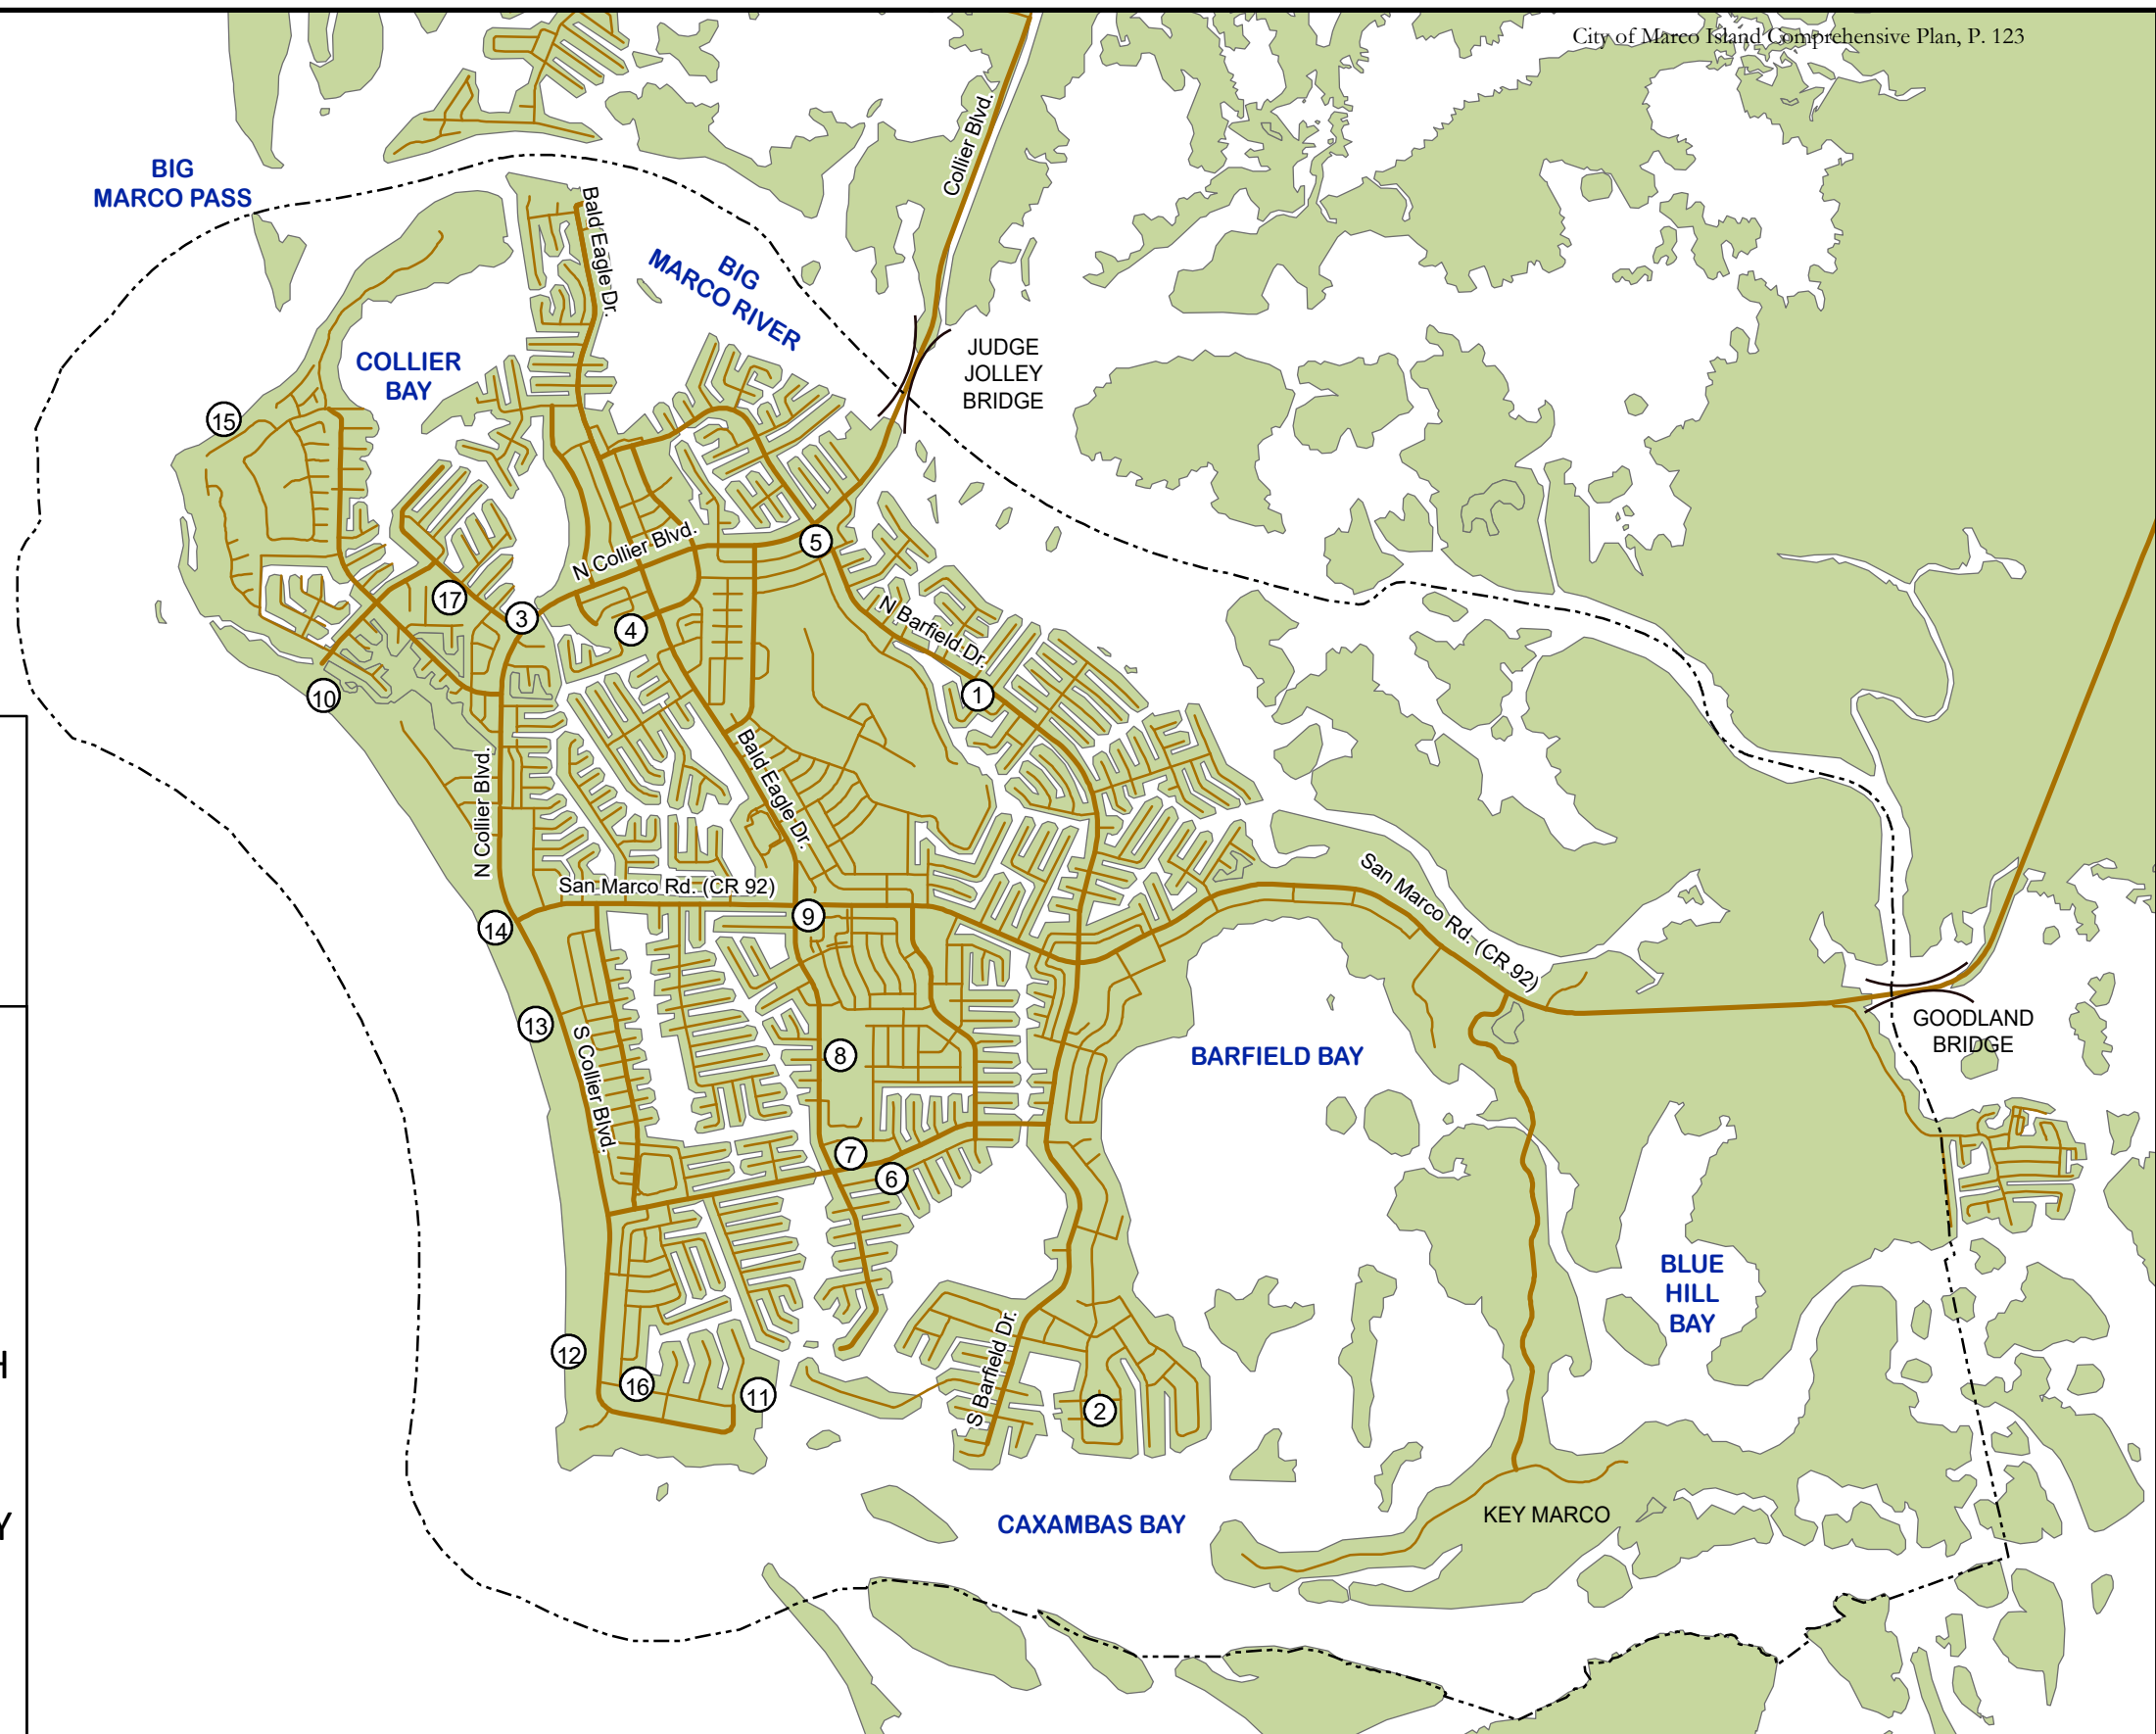 City of Marco Island Comprehensive Plan, P. 123
Collier Blvd.
BIG
MARCO PASS
Bald Eagle Dr.
BIG
MARCO RIVER
JUDGE
JOLLEY
BRIDGE
COLLIER
BAY
15
5
N Collier Blvd.
17
3
4
N Barfield Dr.
1
10
Bald Eagle Dr.
N Collier Blvd.
San Marco Rd. (CR 92)
San Marco Rd. (CR 92)
9
14
13
S Collier Blvd.
8
BARFIELD BAY
GOODLAND
BRIDGE
7
6
BLUE
HILL
BAY
12
16
11
S Barfield Dr.
2
H
CAXAMBAS BAY
KEY MARCO
Y